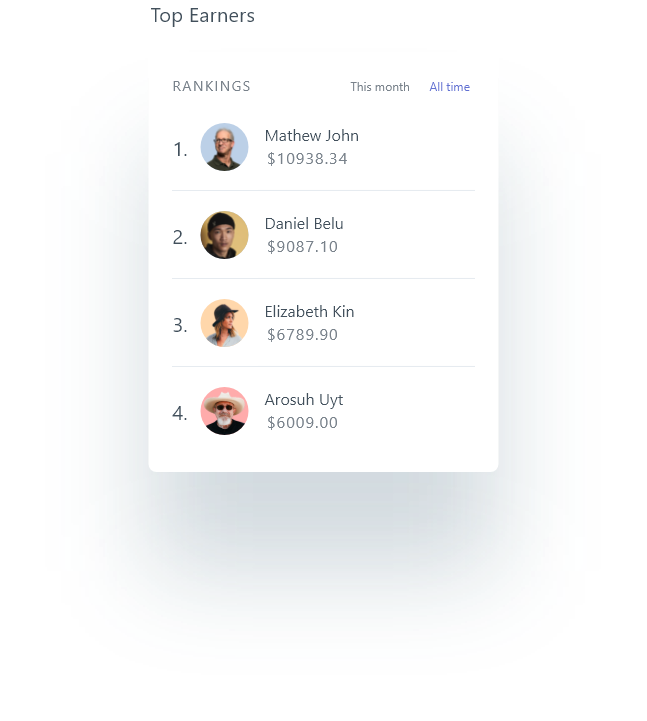 Top Earners
RANKINGS This month All time
1. Mathew John
$10938.34
2. Daniel Belu
$9087.10
3. Elizabeth Kin
$6789.90
4. Arosuh Uyt
$6009.00